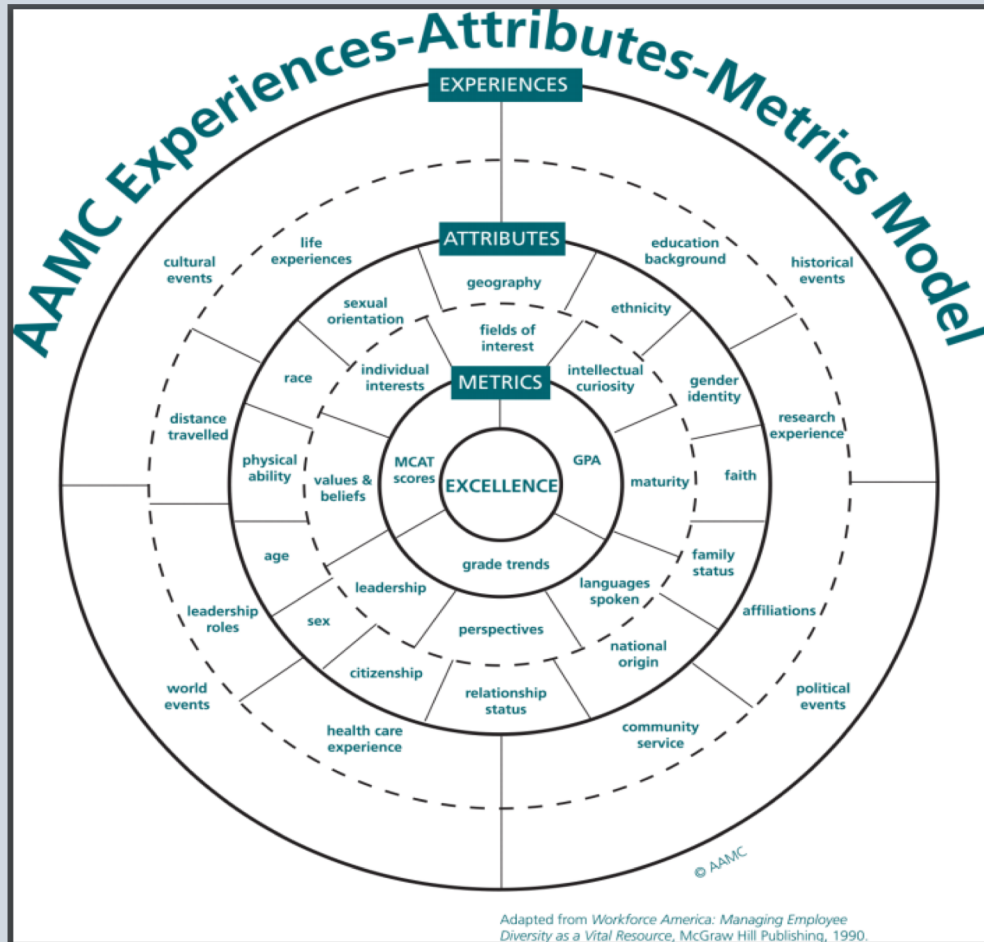 AAMC Experiences-Attributes-Metrics Model
EXPERIENCES
cultural
events
life
experiences
education
background
historical
events
distance
travelled
research
experience
leadership
roles
affiliations
world
events
health care
experience
community
service
political
events
ATTRIBUTES
geography
sexual
orientation
ethnicity
race
gender
identity
physical
ability
faith
age
family
status
sex
national
origin
citizenship
relationship
status
fields of
interest
individual
interests
intellectual
curiosity
values &
beliefs
maturity
leadership
languages
spoken
perspectives
METRICS
MCAT
scores
GPA
grade trends
EXCELLENCE
© AAMC
Adapted from Workforce America: Managing Employee
Diversity as a Vital Resource, McGraw Hill Publishing, 1990.